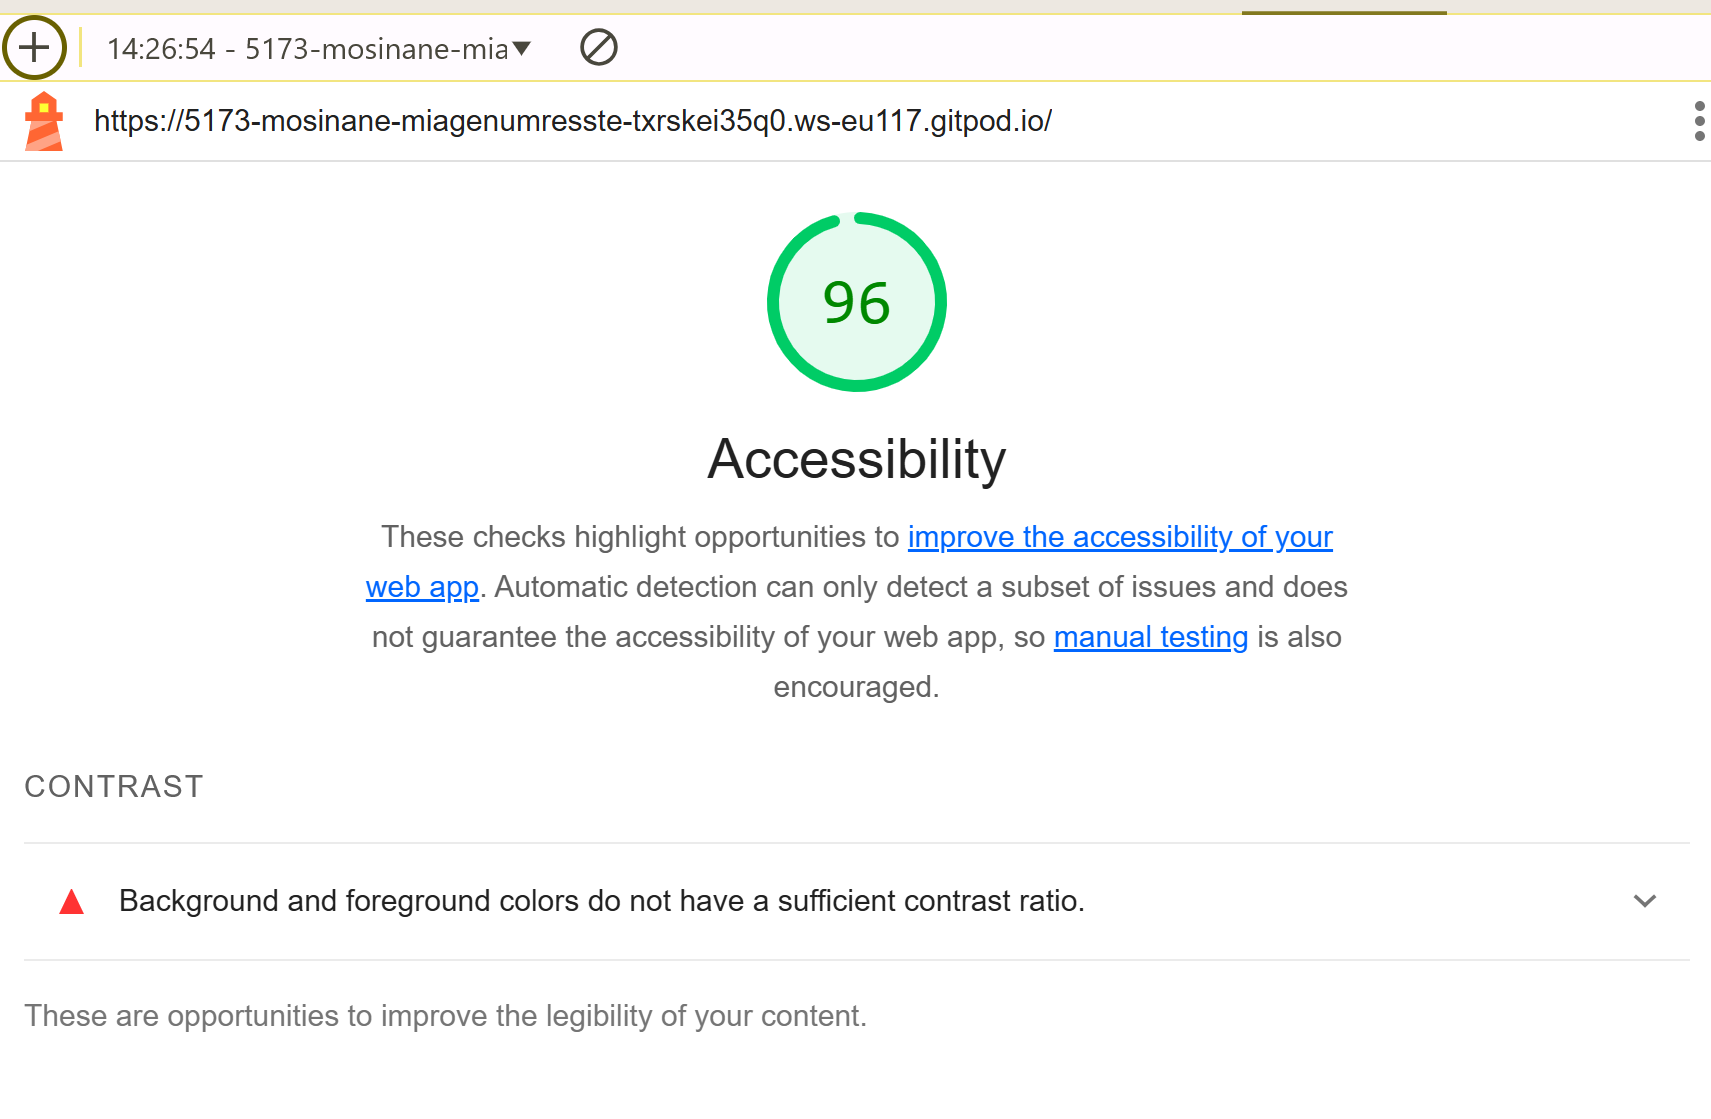 14:26:54 - 5173-mosinane-mia
https://5173-mosinane-miagenumresste-txrskei35q0.ws-eu117.gitpod.io/
96
Accessibility
These checks highlight opportunities to improve the accessibility of your
web app. Automatic detection can only detect a subset of issues and does
not guarantee the accessibility of your web app, so manual testing is also
encouraged.
CONTRAST
Background and foreground colors do not have a sufficient contrast ratio.
These are opportunities to improve the legibility of your content.